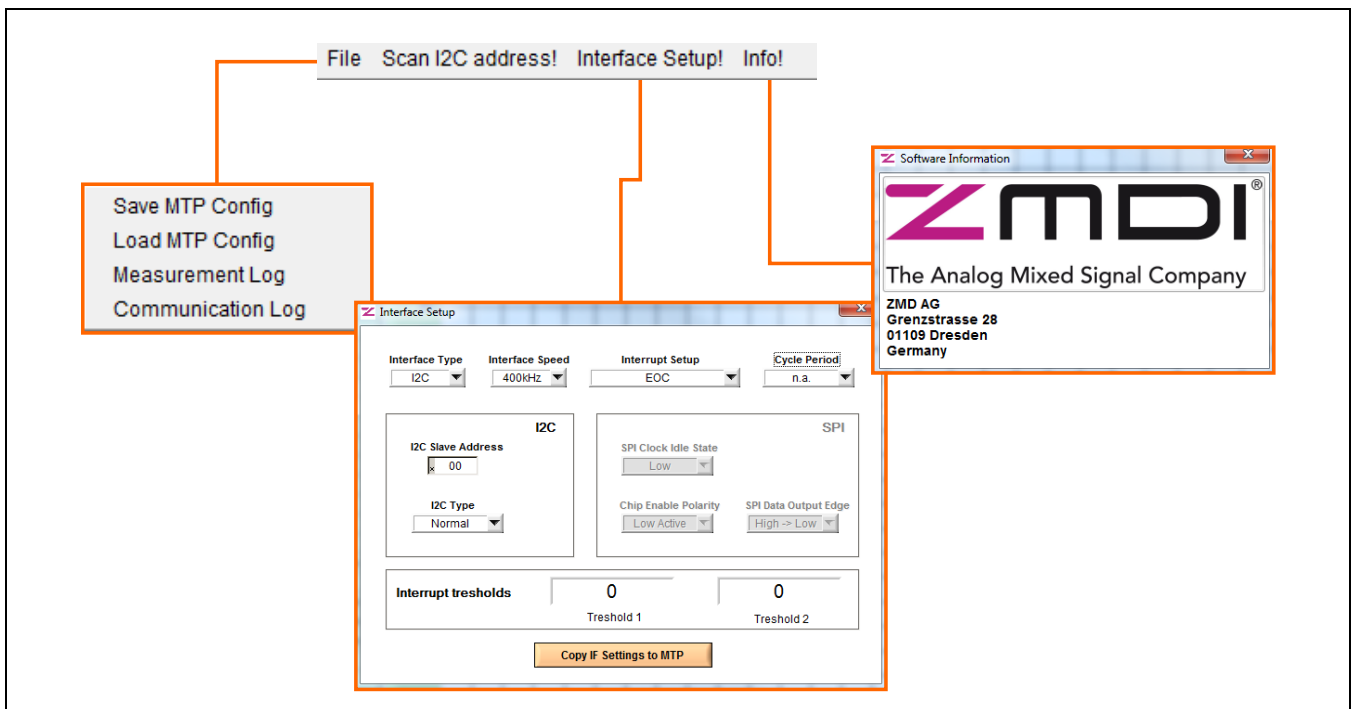 File Scan I2C address! Interface Setup! Info!
Save MTP Config
Load MTP Config
Measurement Log
Communication Log
Software Information
ZMDI®
The Analog Mixed Signal Company
ZMD AG
Grenzstrasse 28
01109 Dresden
Germany
Interface Setup
Interface Type Interface Speed Interrupt Setup Cycle Period
I2C 400kHz EOC n.a.
I2C
I2C Slave Address
x 00
I2C Type
Normal
SPI
SPI Clock Idle State
Low
Chip Enable Polarity SPI Data Output Edge
Low Active High -> Low
Interrupt tresholds 0 0
Treshold 1 Treshold 2
Copy IF Settings to MTP